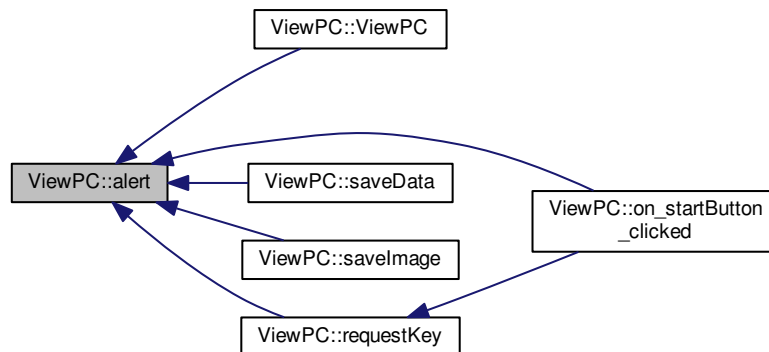 ViewPC::ViewPC
ViewPC::alert
ViewPC::saveData
ViewPC::on_startButton
_clicked
ViewPC::saveImage
ViewPC::requestKey